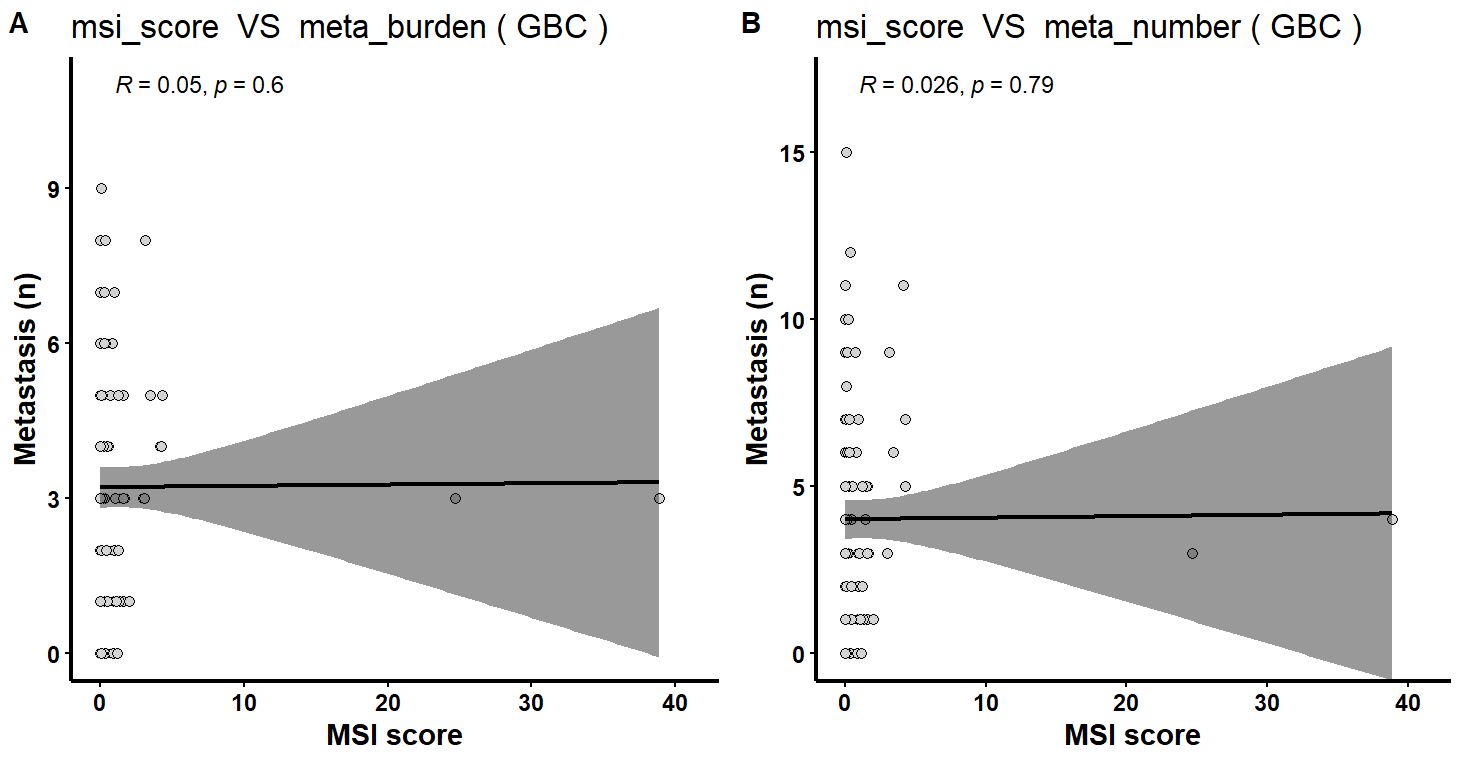 A
msi_score VS meta_burden ( GBC )
R = 0.05, p = 0.6
9
6
3
0
Metastasis (n)
0 10 20 30 40
MSI score
B
msi_score VS meta_number ( GBC )
R = 0.026, p = 0.79
15
10
5
0
Metastasis (n)
0 10 20 30 40
MSI score